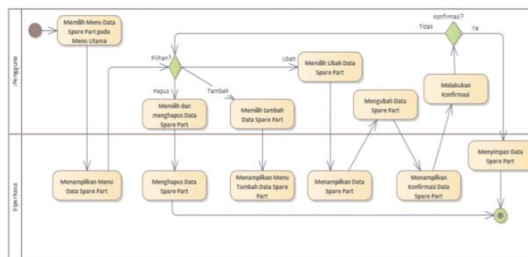 Pengguna
Memilih Menu Data
Spare Part pada
Menu Utama
Pilihan?
Ubah
Hapus
Tambah
Memilih dan
menghapus Data
Spare Part
Memilih tambah
Data Spare Part
Memilih Ubah Data
Spare Part
Mengubah Data
Spare Part
Konfirmasi?
Tidak
Ya
Melakukan
Konfirmasi
Menampilkan Menu
Data Spare Part
Menghapus Data
Spare Part
Menampilkan Menu
Tambah Data Spare
Part
Menampilkan Data
Spare Part
Menampilkan
Konfirmasi Data
Spare Part
Menyimpan Data
Spare Part